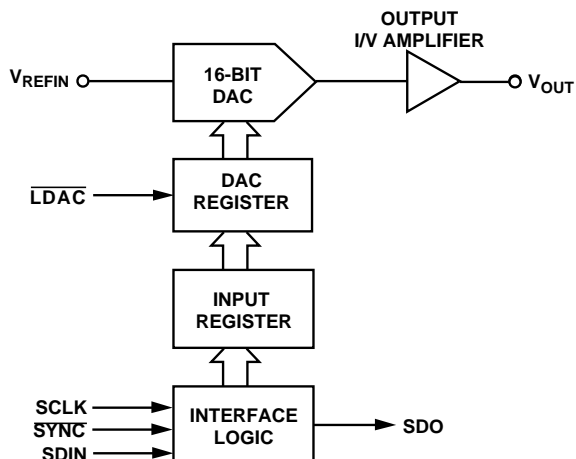 OUTPUT
I/V AMPLIFIER
VREFIN
16-BIT
DAC
VOUT
LDAC
DAC
REGISTER
INPUT
REGISTER
SCLK
SYNC
SDIN
INTERFACE
LOGIC
SDO